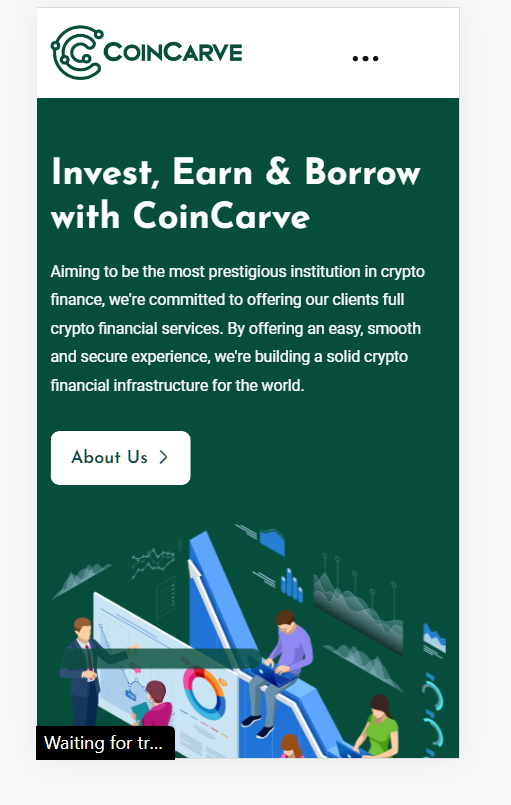 COINCARVE
Invest, Earn & Borrow
with CoinCarve
Aiming to be the most prestigious institution in crypto
finance, we're committed to offering our clients full
crypto financial services. By offering an easy, smooth
and secure experience, we're building a solid crypto
financial infrastructure for the world.
About Us
Waiting for tr...